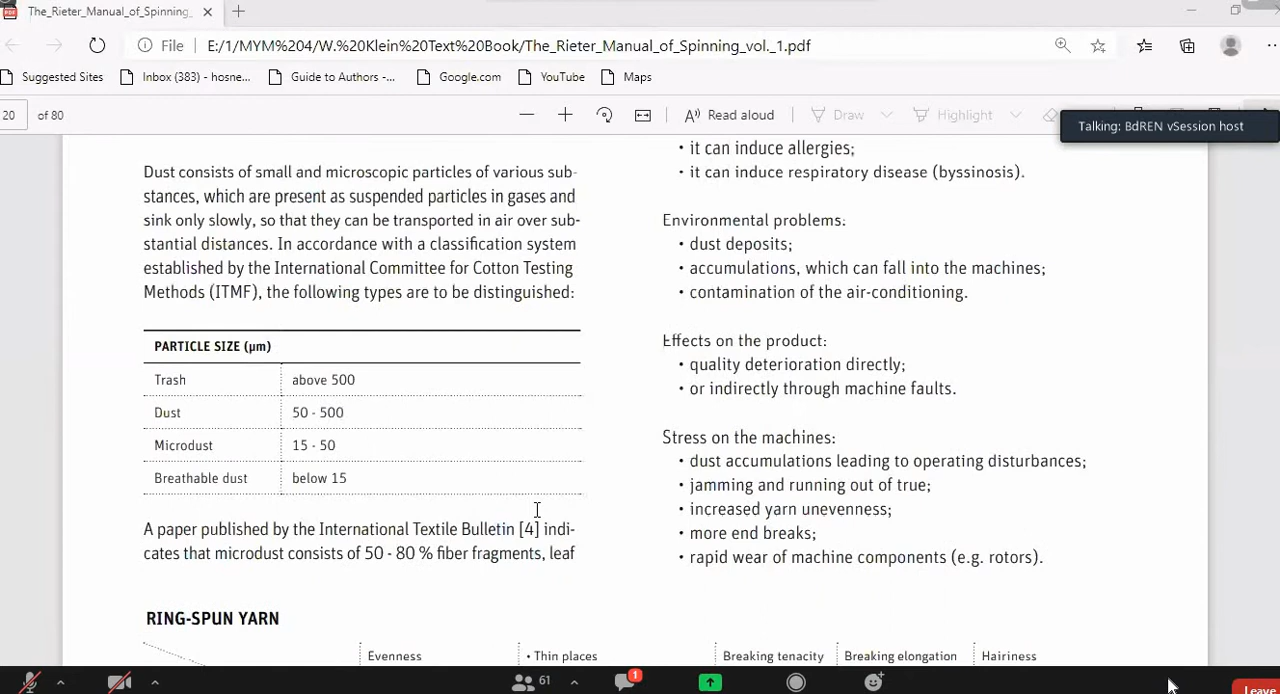 The_Rieter_Manual_of_Spinning_
File
E:/1/MYM%204/W.%20Klein%20Text%20Book/The_Rieter_Manual_of_Spinning_vol._1.pdf
Suggested Sites
Inbox (383) - hosne...
Guide to Authors -...
Google.com
YouTube
Maps
20 of 80
Read aloud
Draw
Highlight
Talking: BdREN vSession host
Dust consists of small and microscopic particles of various sub-
stances, which are present as suspended particles in gases and
sink only slowly, so that they can be transported in air over sub-
stantial distances. In accordance with a classification system
established by the International Committee for Cotton Testing
Methods (ITMF), the following types are to be distinguished:
PARTICLE SIZE (µm)
Trash above 500
Dust 50 - 500
Microdust 15 - 50
Breathable dust below 15
A paper published by the International Textile Bulletin [4] indi-
cates that microdust consists of 50 - 80 % fiber fragments, leaf
• it can induce allergies;
• it can induce respiratory disease (byssinosis).
Environmental problems:
• dust deposits;
• accumulations, which can fall into the machines;
• contamination of the air-conditioning.
Effects on the product:
• quality deterioration directly;
• or indirectly through machine faults.
Stress on the machines:
• dust accumulations leading to operating disturbances;
• jamming and running out of true;
• increased yarn unevenness;
• more end breaks;
• rapid wear of machine components (e.g. rotors).
RING-SPUN YARN
Evenness • Thin places Breaking tenacity Breaking elongation Hairiness
61
1
Leave